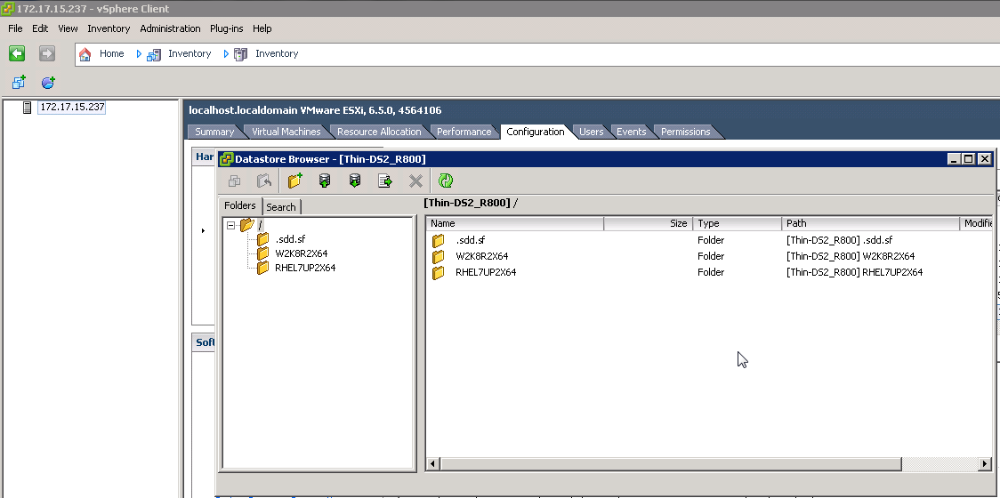 172.17.15.237 - vSphere Client
File Edit View Inventory Administration Plug-ins Help
Home Inventory Inventory
172.17.15.237
localhost.localdomain VMware ESXi, 6.5.0, 4564106
Summary Virtual Machines Resource Allocation Performance Configuration Users Events Permissions
Har
Datastore Browser - [Thin-DS2_R800]
Folders Search
[Thin-DS2_R800] /
/
.sdd.sf
W2K8R2X64
RHEL7UP2X64
Name Size Type Path Modifie
.sdd.sf Folder [Thin-DS2_R800] .sdd.sf
W2K8R2X64 Folder [Thin-DS2_R800] W2K8R2X64
RHEL7UP2X64 Folder [Thin-DS2_R800] RHEL7UP2X64
Soft